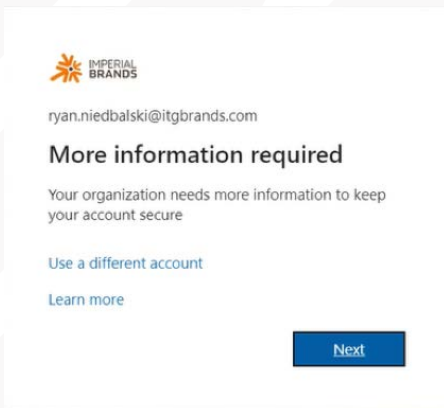 IMPERIAL
BRANDS
ryan.niedbalski@itgbrands.com
More information required
Your organization needs more information to keep
your account secure
Use a different account
Learn more
Next